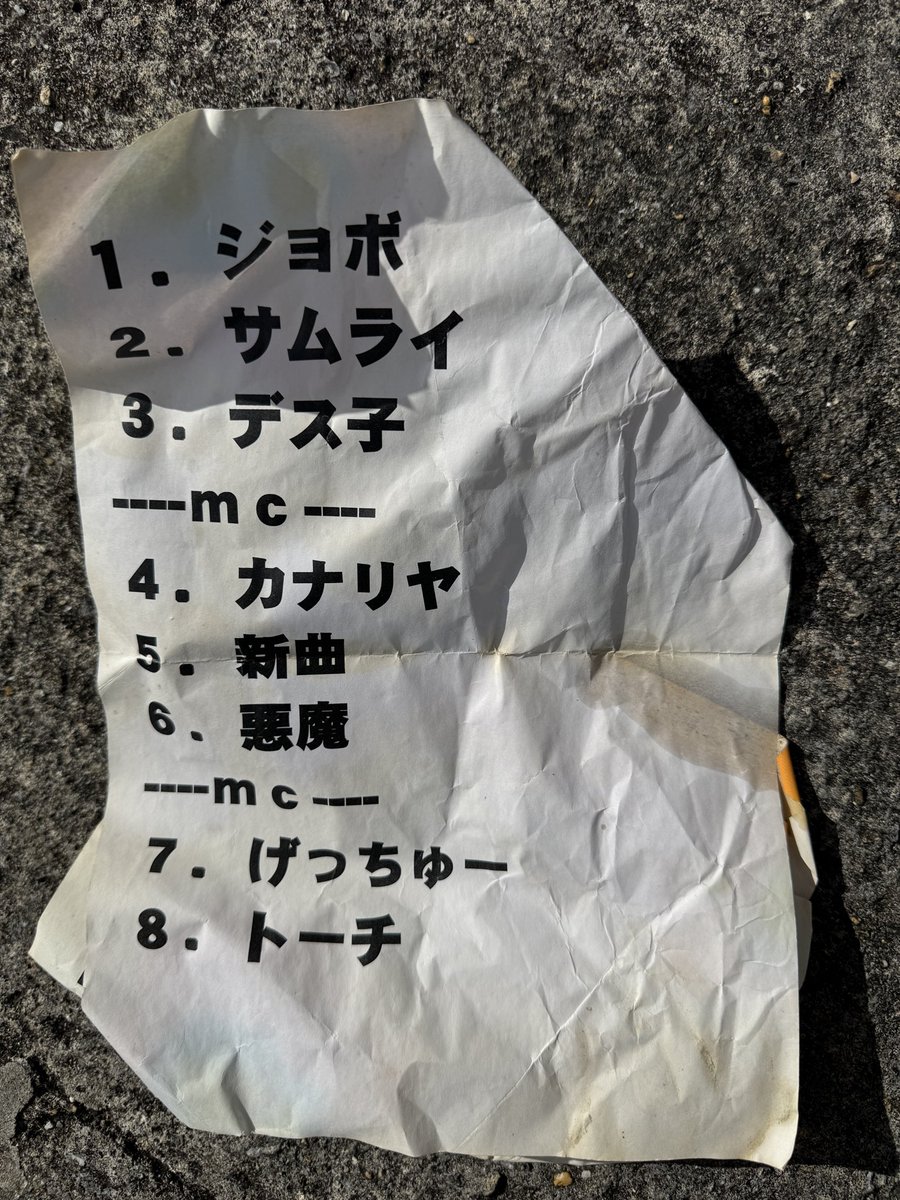 1. ジョボ
2. サムライ
3. デス子
----mc----
4. カナリヤ
5. 新曲
6. 悪魔
----mc----
7. げっちゅー
8. トーチ